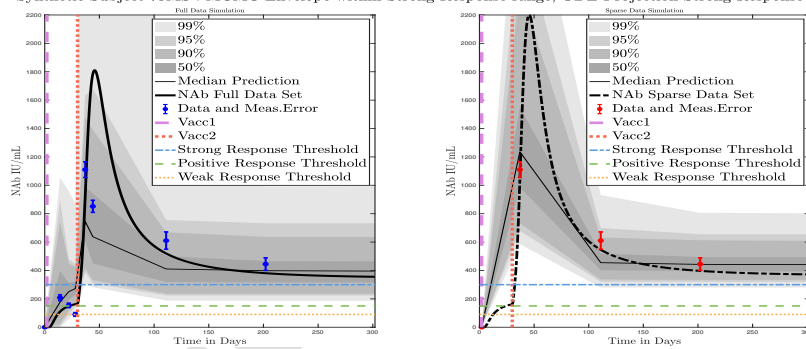 Full Data Simulation
2200
2000
1800
1600
1400
1200
1000
800
600
400
200
0
NAb IU/mL
99%
95%
90%
50%
Median Prediction
NAb Full Data Set
Data and Meas.Error
Vacc1
Vacc2
Strong Response Threshold
Positive Response Threshold
Weak Response Threshold
0
50
100
150
200
250
300
Time in Days
Sparse Data Simulation
2200
2000
1800
1600
1400
1200
1000
800
600
400
200
0
NAb IU/mL
99%
95%
90%
50%
Median Prediction
NAb Sparse Data Set
Data and Meas.Error
Vacc1
Vacc2
Strong Response Threshold
Positive Response Threshold
Weak Response Threshold
0
50
100
150
200
250
300
Time in Days